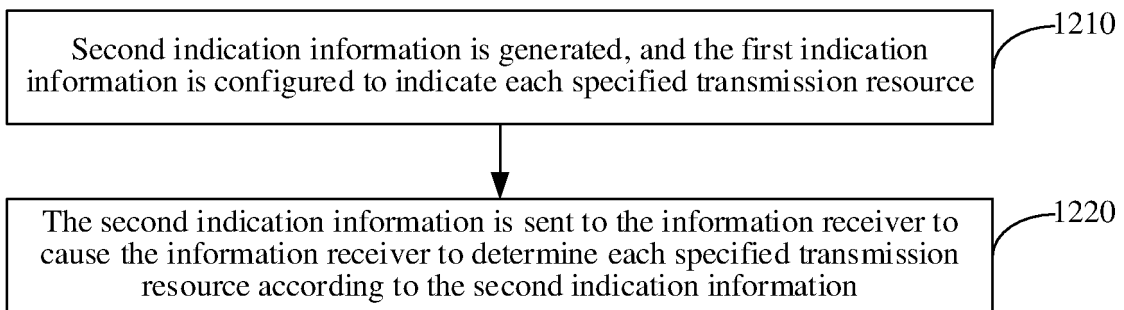 1210
Second indication information is generated, and the first indication
information is configured to indicate each specified transmission resource
1220
The second indication information is sent to the information receiver to
cause the information receiver to determine each specified transmission
resource according to the second indication information